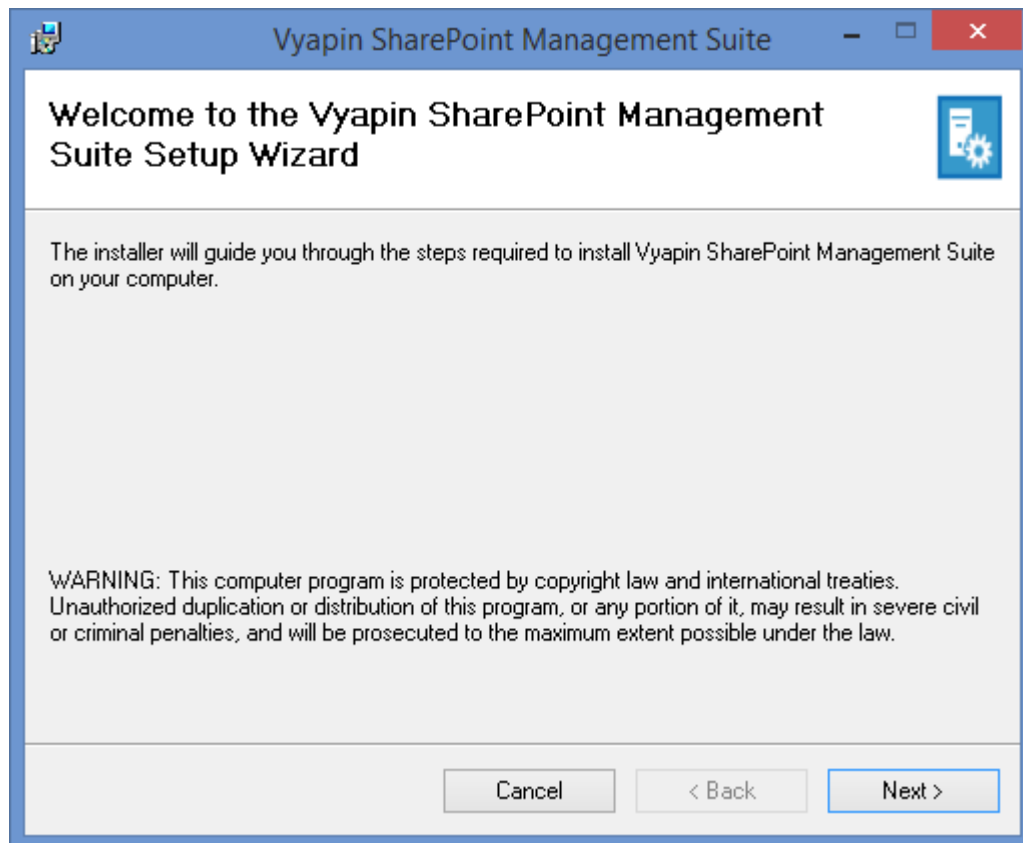 Vyapin SharePoint Management Suite
Welcome to the Vyapin SharePoint Management
Suite Setup Wizard
The installer will guide you through the steps required to install Vyapin SharePoint Management Suite
on your computer.
WARNING: This computer program is protected by copyright law and international treaties.
Unauthorized duplication or distribution of this program, or any portion of it, may result in severe civil
or criminal penalties, and will be prosecuted to the maximum extent possible under the law.
Cancel < Back Next >